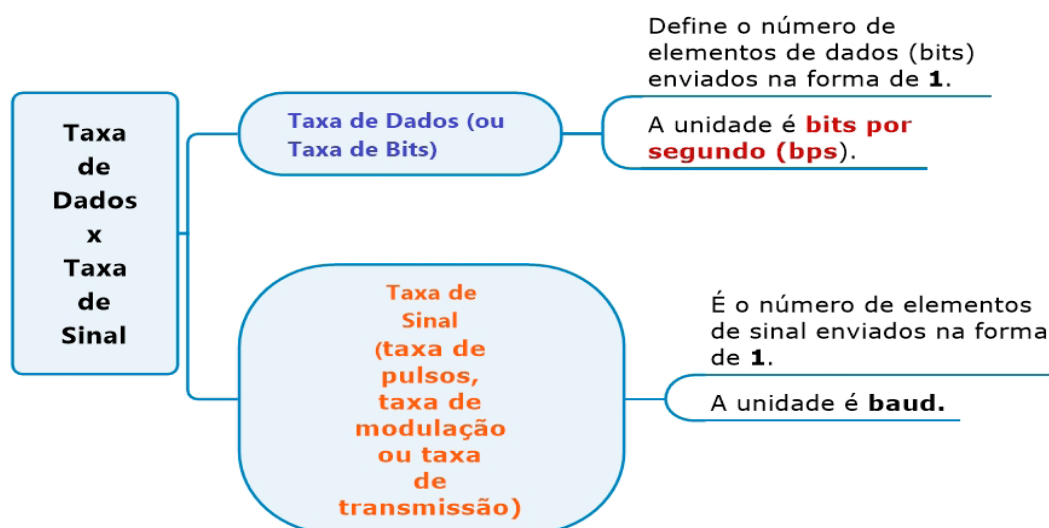 Taxa
de
Dados
x
Taxa
de
Sinal
Taxa de Dados (ou
Taxa de Bits)
Define o número de
elementos de dados (bits)
enviados na forma de 1.
A unidade é bits por
segundo (bps).
Taxa de
Sinal
(taxa de
pulsos,
taxa de
modulação
ou taxa
de
transmissão)
É o número de elementos
de sinal enviados na forma
de 1.
A unidade é baud.